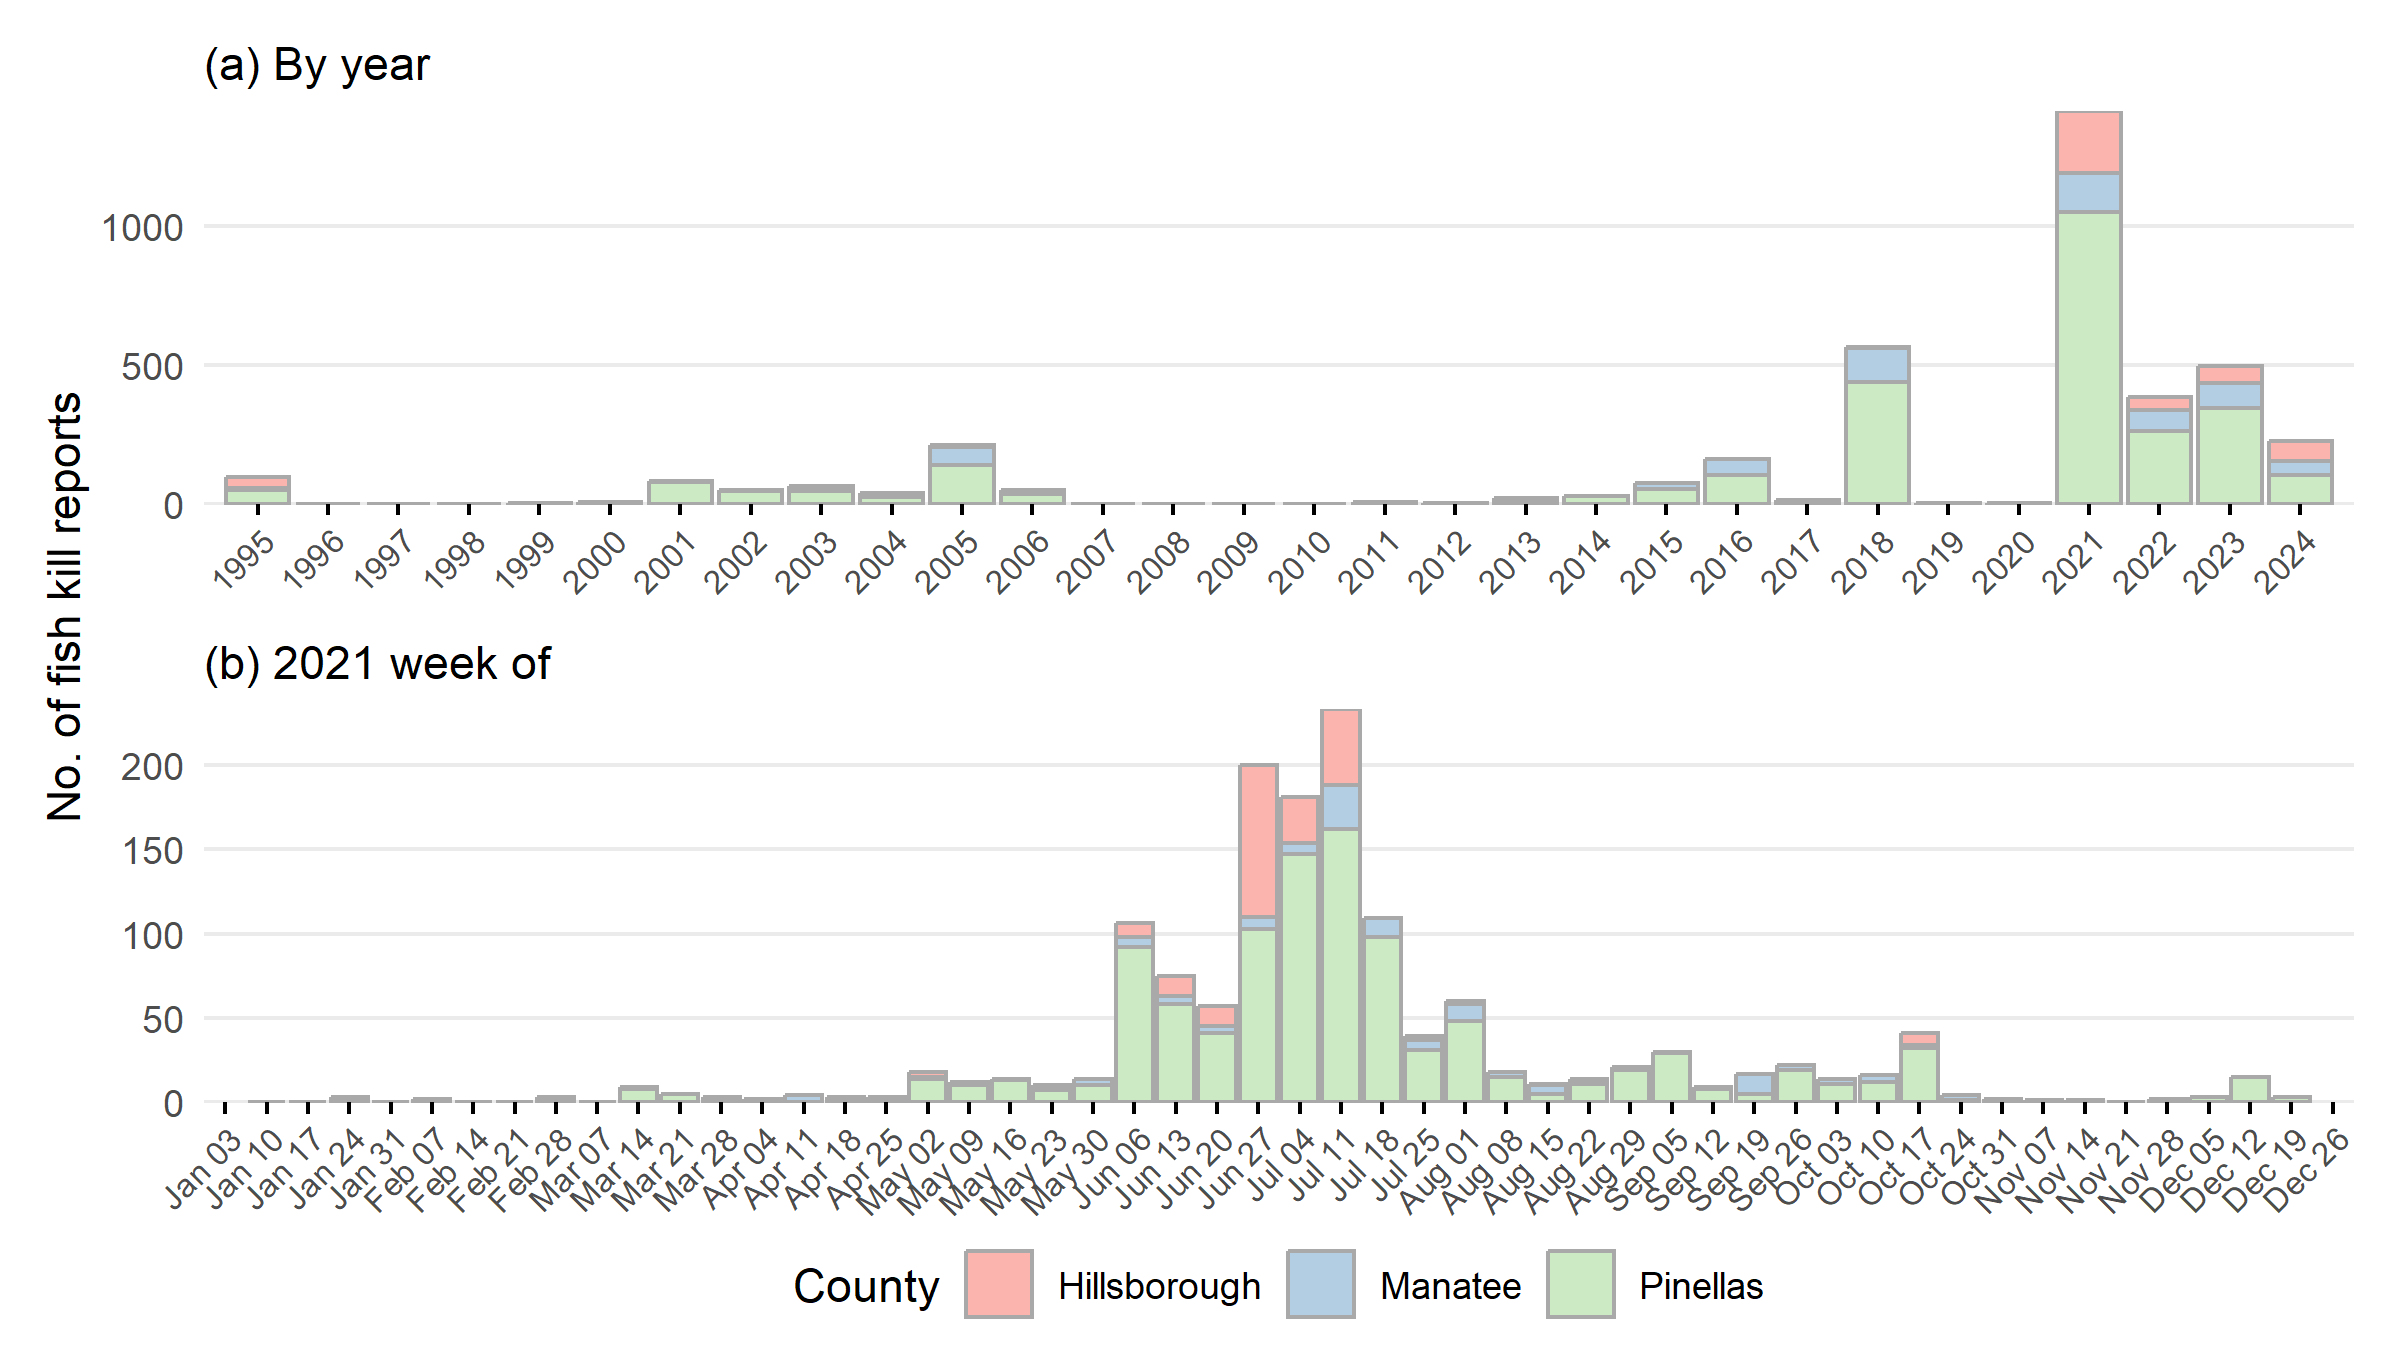 (a) By year
No. of fish kill reports
1000
500
0
1995 1996 1997 1998 1999 2000 2001 2002 2003 2004 2005 2006 2007 2008 2009 2010 2011 2012 2013 2014 2015 2016 2017 2018 2019 2020 2021 2022 2023 2024
(b) 2021 week of
200
150
100
50
0
Jan 03 Jan 10 Jan 17 Jan 24 Jan 31 Feb 07 Feb 14 Feb 21 Feb 28 Mar 07 Mar 14 Mar 21 Mar 28 Apr 04 Apr 11 Apr 18 Apr 25 May 02 May 09 May 16 May 23 May 30 Jun 06 Jun 13 Jun 20 Jun 27 Jul 04 Jul 11 Jul 18 Jul 25 Aug 01 Aug 08 Aug 15 Aug 22 Aug 29 Sep 05 Sep 12 Sep 19 Sep 26 Oct 03 Oct 10 Oct 17 Oct 24 Oct 31 Nov 07 Nov 14 Nov 21 Nov 28 Dec 05 Dec 12 Dec 19 Dec 26
County Hillsborough Manatee Pinellas